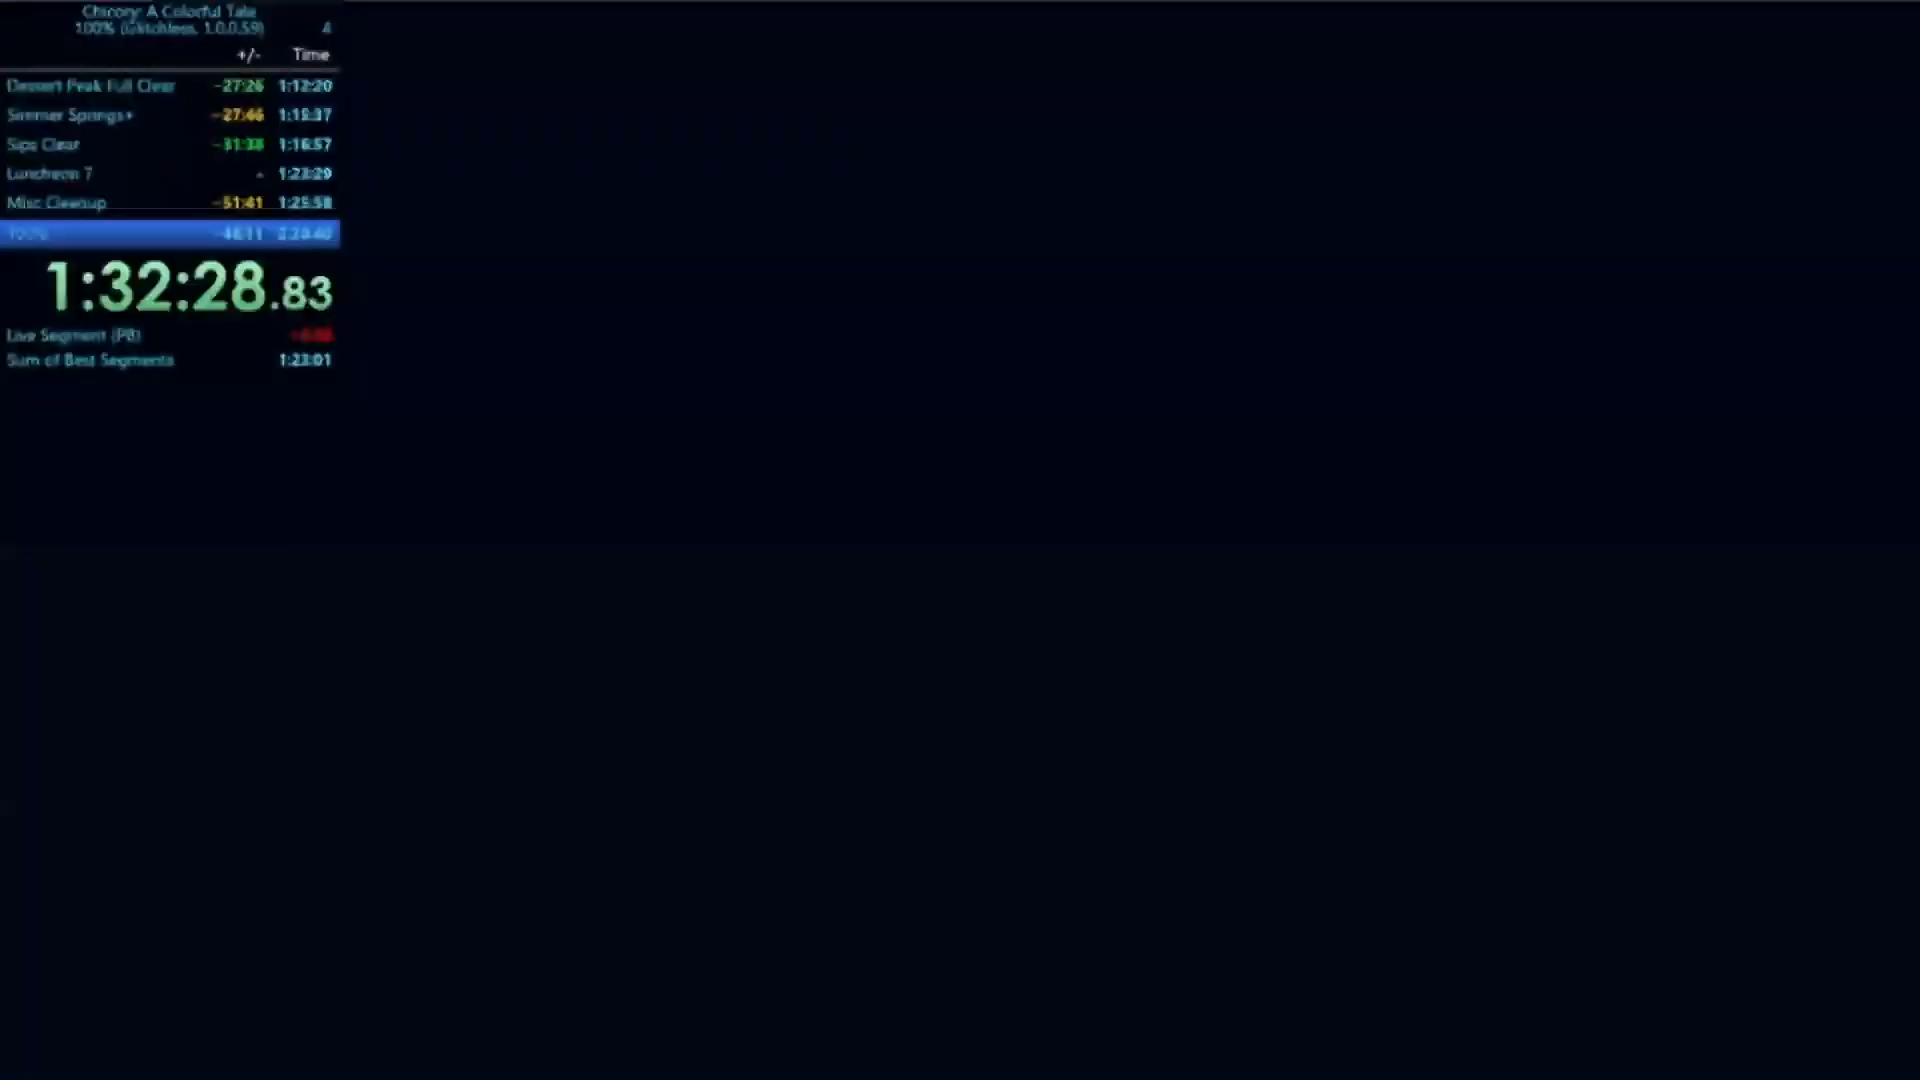 Chicory: A Colorful Tale
100% (Glitchless, 1.0.0.59) 4
+/- Time
Dessert Peak Full Clear -27:26 1:12:20
Simmer Springs+ -27:46 1:15:37
Sips Clear -31:38 1:16:57
Luncheon 7 - 1:23:29
Misc Cleanup -51:41 1:25:58
100%
1:32:28.83
Live Segment (PB)
Sum of Best Segments 1:23:01